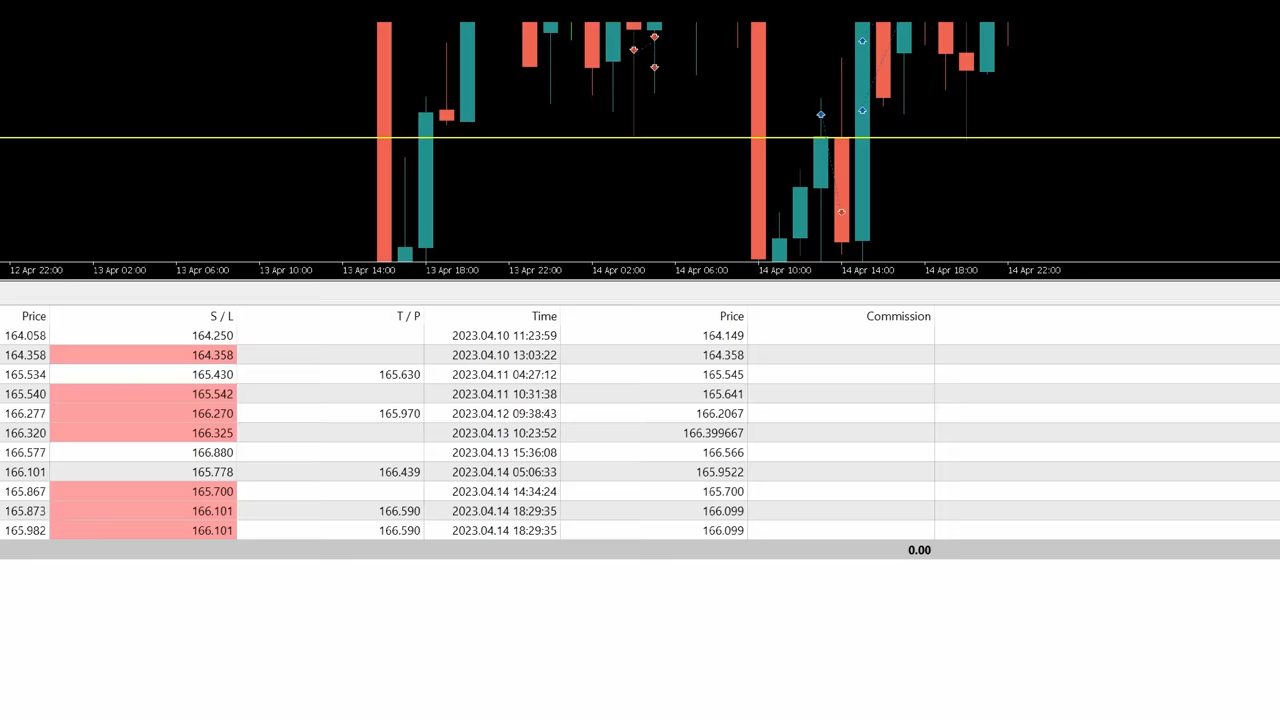 12 Apr 22:00 13 Apr 02:00 13 Apr 06:00 13 Apr 10:00 13 Apr 14:00 13 Apr 18:00 13 Apr 22:00 14 Apr 02:00 14 Apr 06:00 14 Apr 10:00 14 Apr 14:00 14 Apr 18:00 14 Apr 22:00
Price S / L T / P Time Price Commission
164.058 164.250 2023.04.10 11:23:59 164.149
164.358 164.358 2023.04.10 13:03:22 164.358
165.534 165.430 165.630 2023.04.11 04:27:12 165.545
165.540 165.542 2023.04.11 10:31:38 165.641
166.277 166.270 165.970 2023.04.12 09:38:43 166.2067
166.320 166.325 2023.04.13 10:23:52 166.399667
166.577 166.880 2023.04.13 15:36:08 166.566
166.101 165.778 166.439 2023.04.14 05:06:33 165.9522
165.867 165.700 2023.04.14 14:34:24 165.700
165.873 166.101 166.590 2023.04.14 18:29:35 166.099
165.982 166.101 166.590 2023.04.14 18:29:35 166.099
0.00